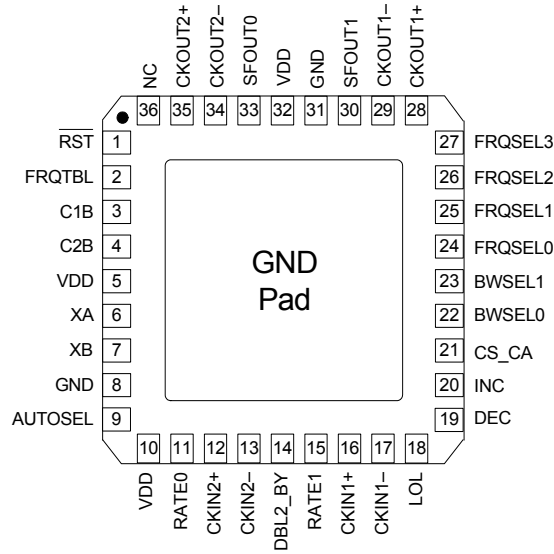 NC
CKOUT2+
CKOUT2–
SFOUT0
VDD
GND
SFOUT1
CKOUT1–
CKOUT1+
36 35 34 33 32 31 30 29 28
RST 1
FRQTBL 2
C1B 3
C2B 4
VDD 5
XA 6
XB 7
GND 8
AUTOSEL 9
GND
Pad
27 FRQSEL3
26 FRQSEL2
25 FRQSEL1
24 FRQSEL0
23 BWSEL1
22 BWSEL0
21 CS_CA
20 INC
19 DEC
10 11 12 13 14 15 16 17 18
VDD
RATE0
CKIN2+
CKIN2–
DBL2_BY
RATE1
CKIN1+
CKIN1–
LOL